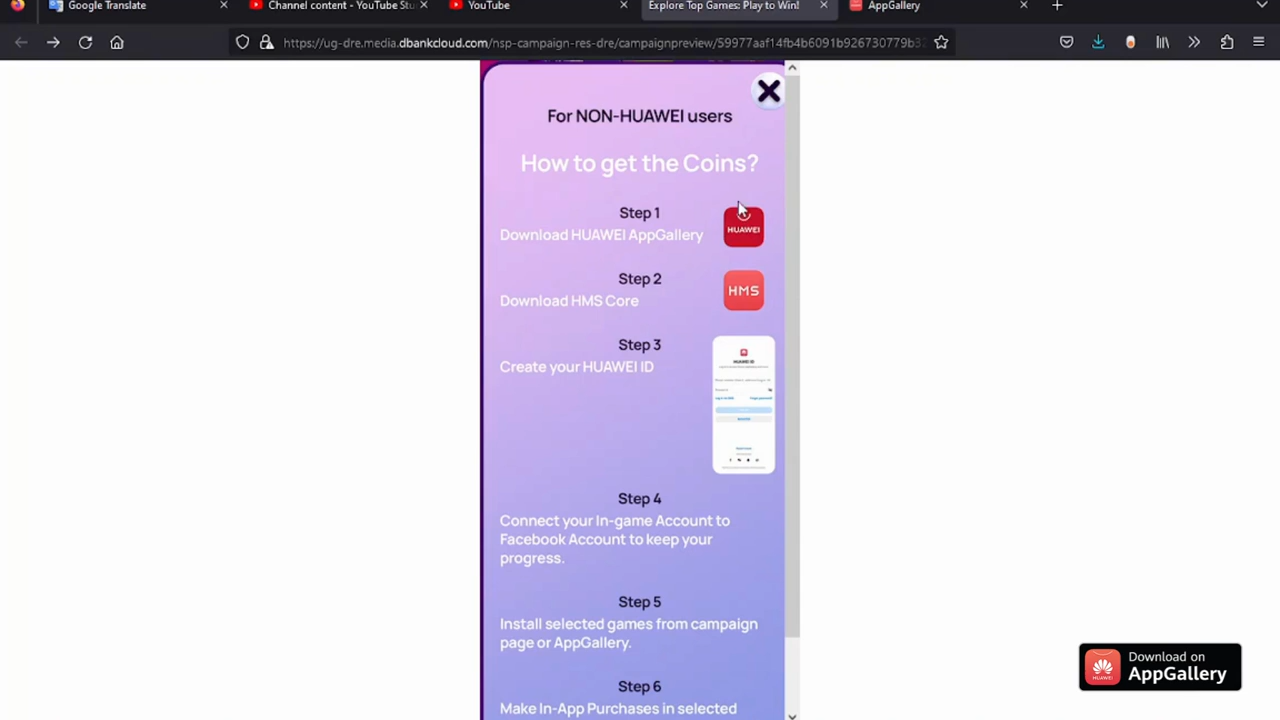 Google Translate
Channel content - YouTube Stu
YouTube
Explore Top Games: Play to Win!
AppGallery
https://ug-dre.media.dbankcloud.com/nsp-campaign-res-dre/campaignpreview/59977aaf14fb4b6091b926730779b3
For NON-HUAWEI users
How to get the Coins?
Step 1
Download HUAWEI AppGallery
HUAWEI
Step 2
Download HMS Core
HMS
Step 3
Create your HUAWEI ID
HUAWEI ID
Step 4
Connect your In-game Account to
Facebook Account to keep your
progress.
Step 5
Install selected games from campaign
page or AppGallery.
Step 6
Make In-App Purchases in selected
HUAWEI
Download on
AppGallery